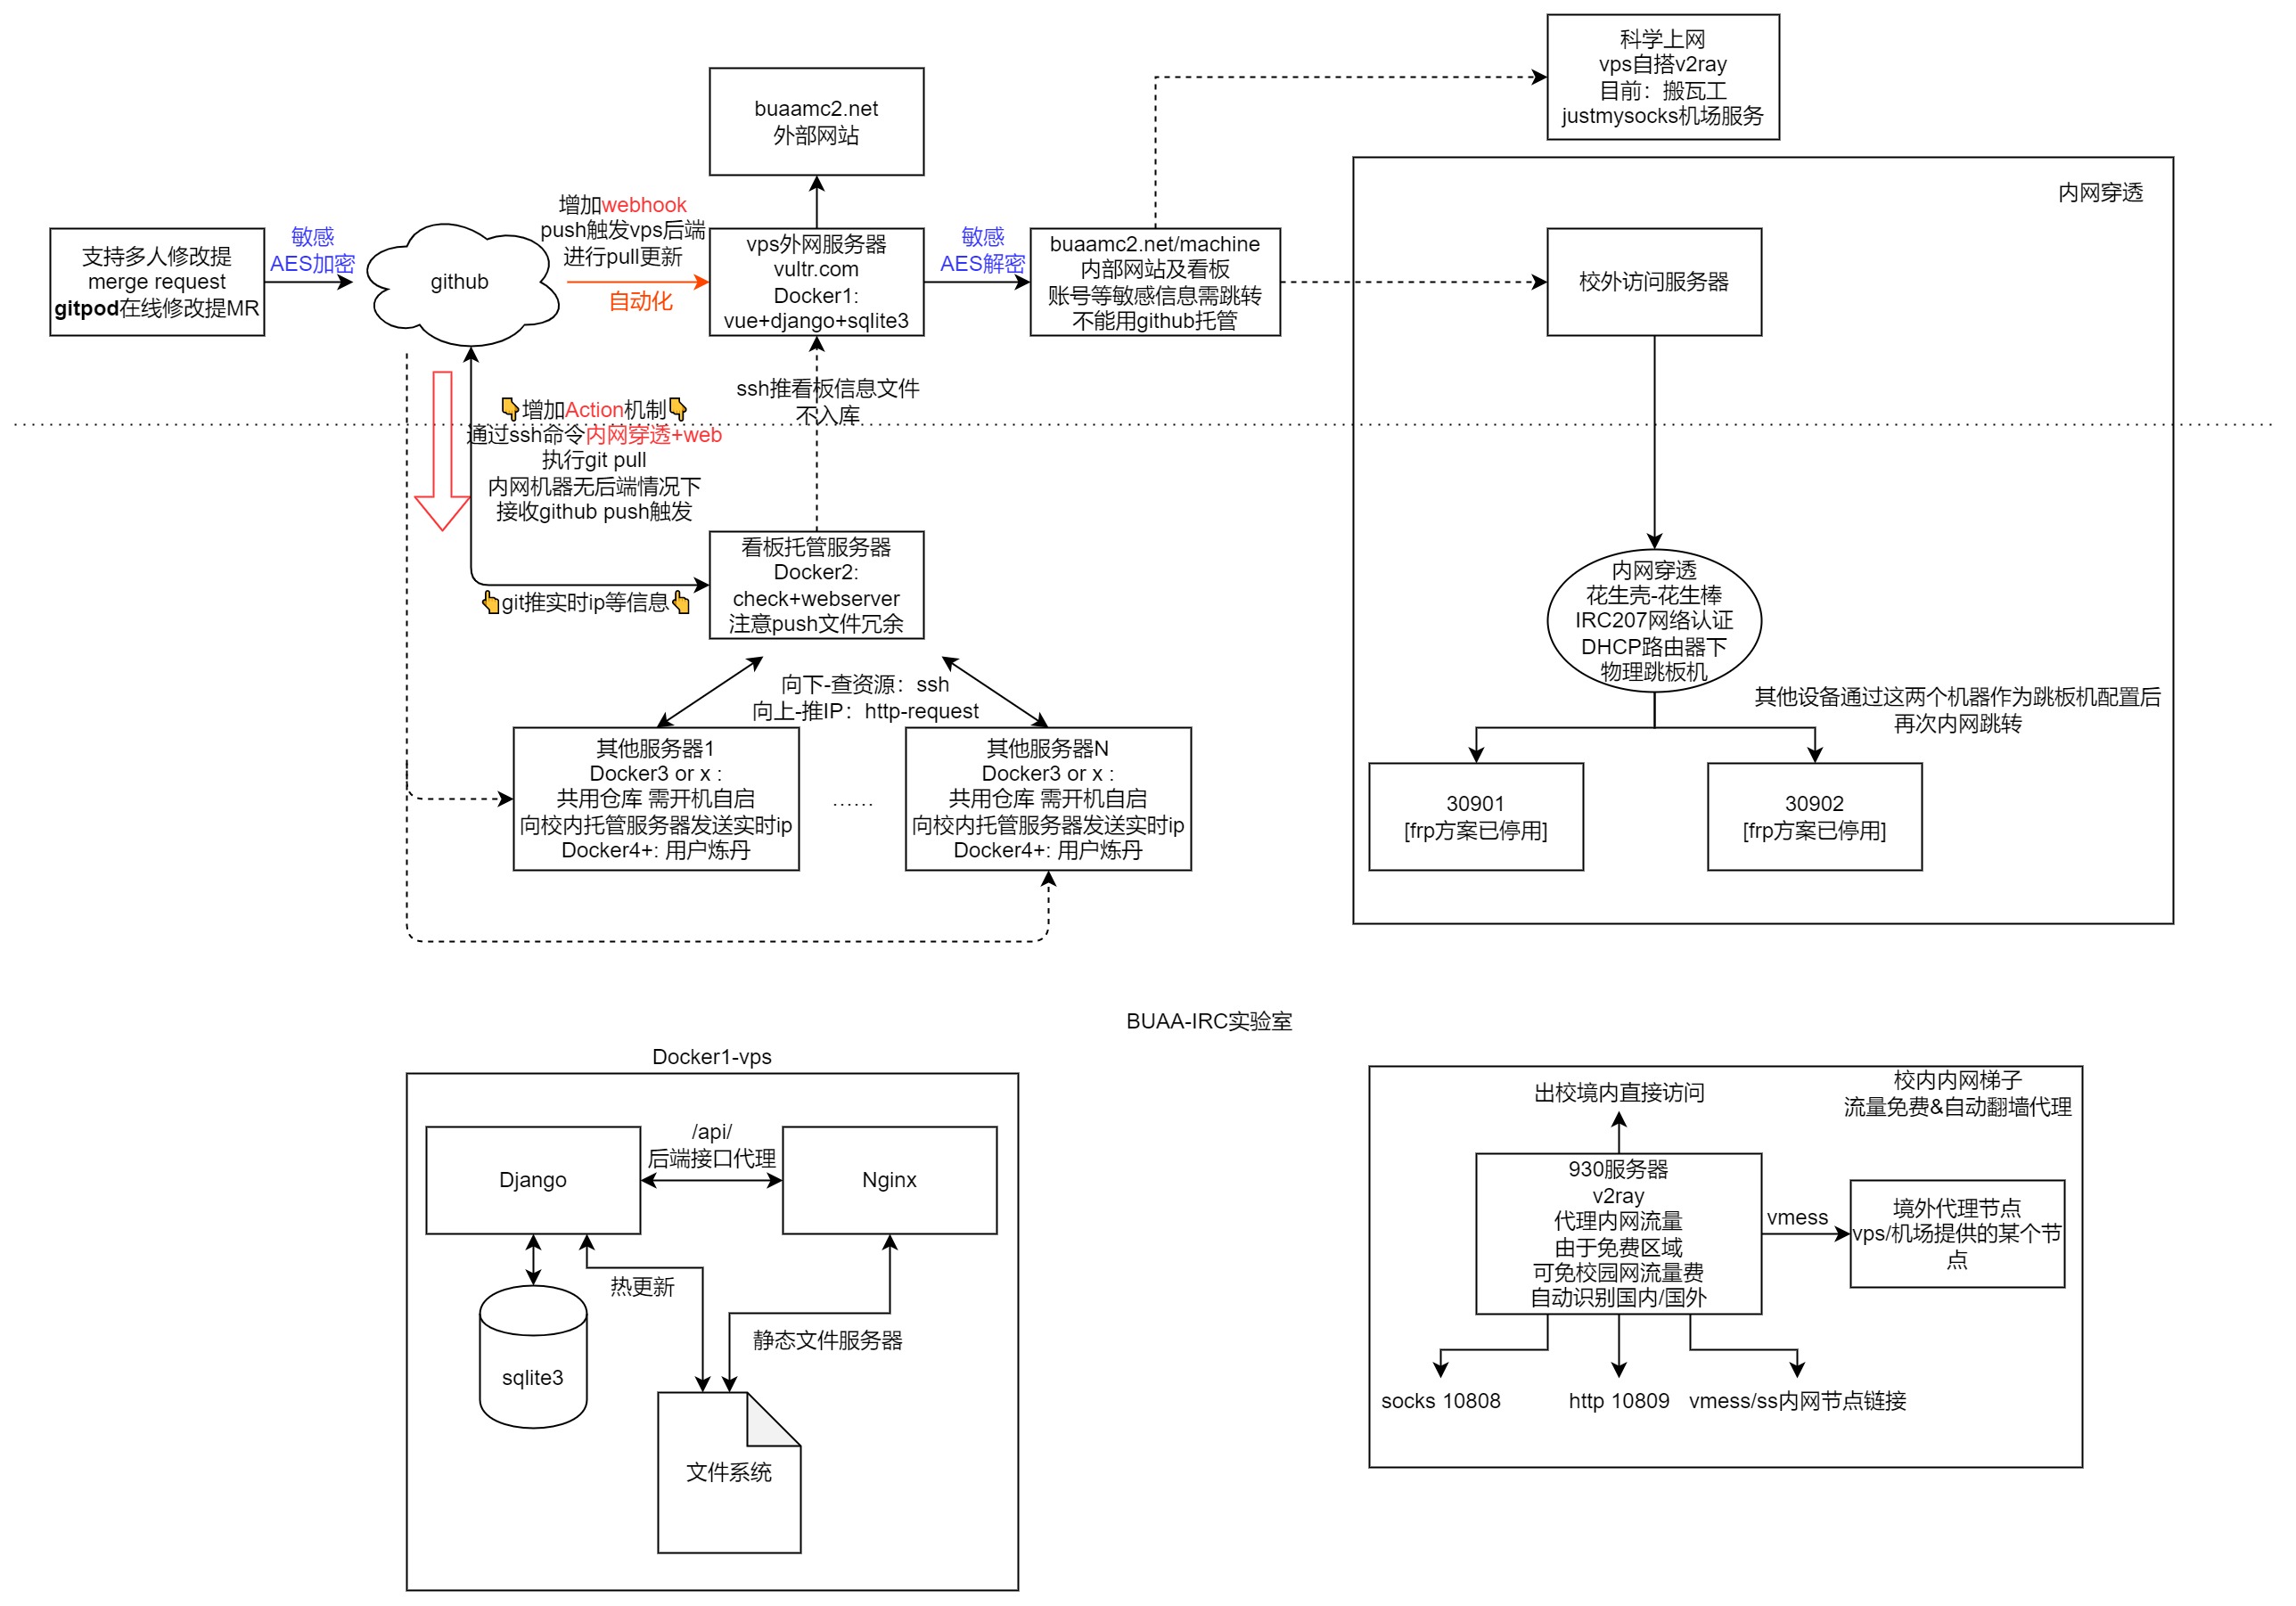 科学上网
vps自搭v2ray
目前：搬瓦工
justmysocks机场服务
buaamc2.net
外部网站
内网穿透
支持多人修改提
merge request
gitpod在线修改提MR
敏感
AES加密
github
增加webhook
push触发vps后端
进行pull更新
自动化
vps外网服务器
vultr.com
Docker1:
vue+django+sqlite3
敏感
AES解密
buaamc2.net/machine
内部网站及看板
账号等敏感信息需跳转
不能用github托管
校外访问服务器
ssh推看板信息文件
不入库
👇增加Action机制👇
通过ssh命令内网穿透+web
执行git pull
内网机器无后端情况下
接收github push触发
👆git推实时ip等信息👆
看板托管服务器
Docker2:
check+webserver
注意push文件冗余
内网穿透
花生壳-花生棒
IRC207网络认证
DHCP路由器下
物理跳板机
向下-查资源：ssh
向上-推IP：http-request
其他设备通过这两个机器作为跳板机配置后
再次内网跳转
其他服务器1
Docker3 or x :
共用仓库 需开机自启
向校内托管服务器发送实时ip
Docker4+: 用户炼丹
......
其他服务器N
Docker3 or x :
共用仓库 需开机自启
向校内托管服务器发送实时ip
Docker4+: 用户炼丹
30901
[frp方案已停用]
30902
[frp方案已停用]
BUAA-IRC实验室
Docker1-vps
Django
/api/
后端接口代理
Nginx
热更新
静态文件服务器
sqlite3
文件系统
校内内网梯子
流量免费&自动翻墙代理
出校境内直接访问
930服务器
v2ray
代理内网流量
由于免费区域
可免校园网流量费
自动识别国内/国外
vmess
境外代理节点
vps/机场提供的某个节
点
socks 10808
http 10809
vmess/ss内网节点链接